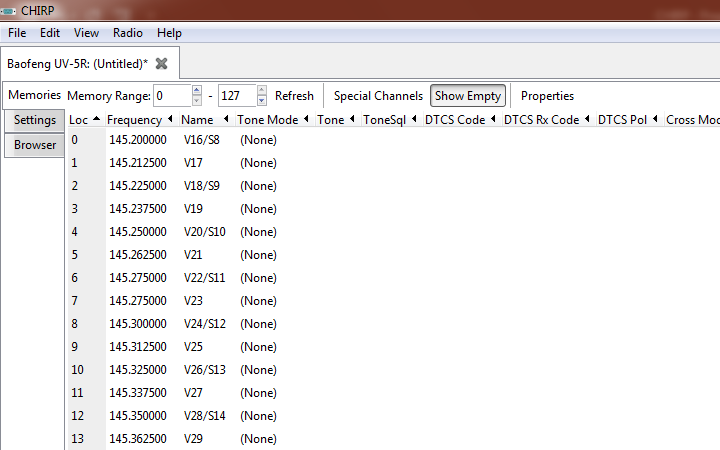 CHIRP
File Edit View Radio Help
Baofeng UV-5R: (Untitled)*
Memories Memory Range: 0 - 127 Refresh Special Channels Show Empty Properties
Settings
Browser
Loc Frequency Name Tone Mode Tone ToneSql DTCS Code DTCS Rx Code DTCS Pol Cross Mod
0 145.200000 V16/S8 (None)
1 145.212500 V17 (None)
2 145.225000 V18/S9 (None)
3 145.237500 V19 (None)
4 145.250000 V20/S10 (None)
5 145.262500 V21 (None)
6 145.275000 V22/S11 (None)
7 145.275000 V23 (None)
8 145.300000 V24/S12 (None)
9 145.312500 V25 (None)
10 145.325000 V26/S13 (None)
11 145.337500 V27 (None)
12 145.350000 V28/S14 (None)
13 145.362500 V29 (None)